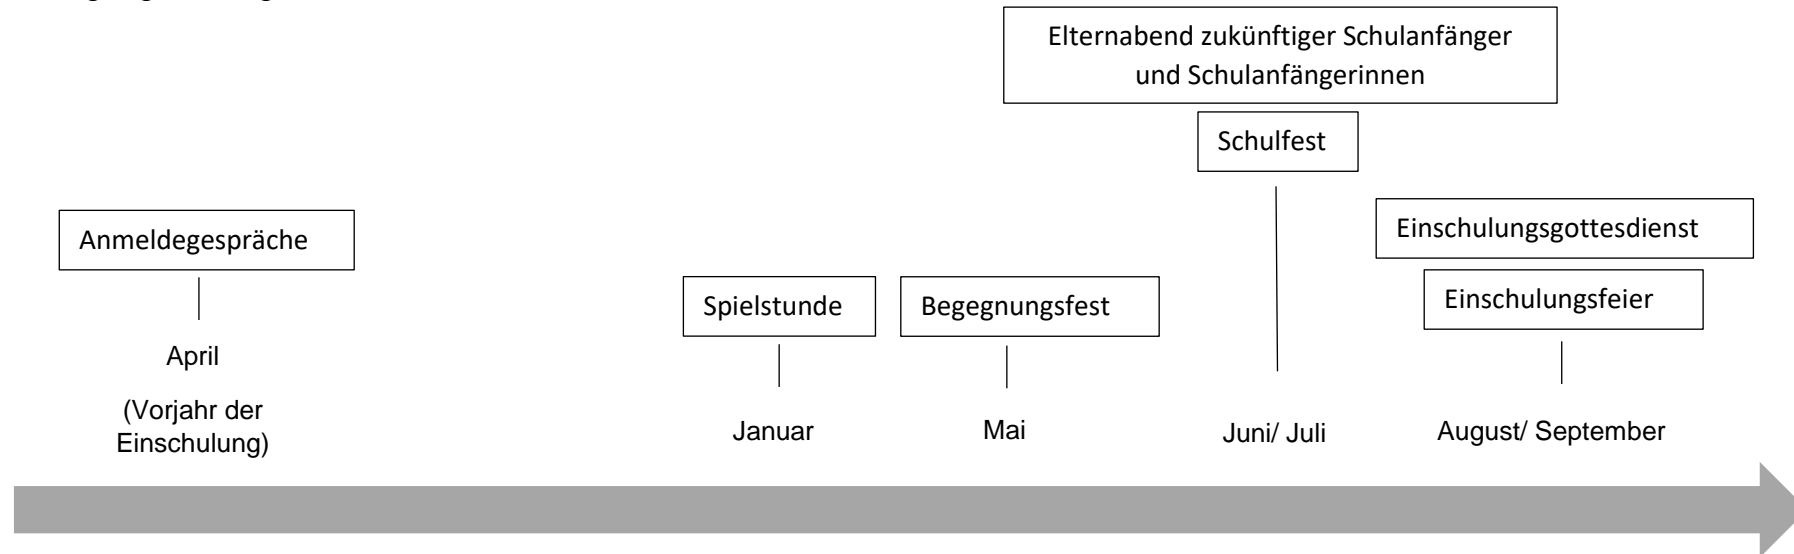 Elternabend zukünftiger Schulanfänger
und Schulanfängerinnen
Schulfest
Anmeldegespräche
Einschulungsgottesdienst
Spielstunde
Begegnungsfest
Einschulungsfeier
April
(Vorjahr der
Einschulung)
Januar
Mai
Juni/ Juli
August/ September